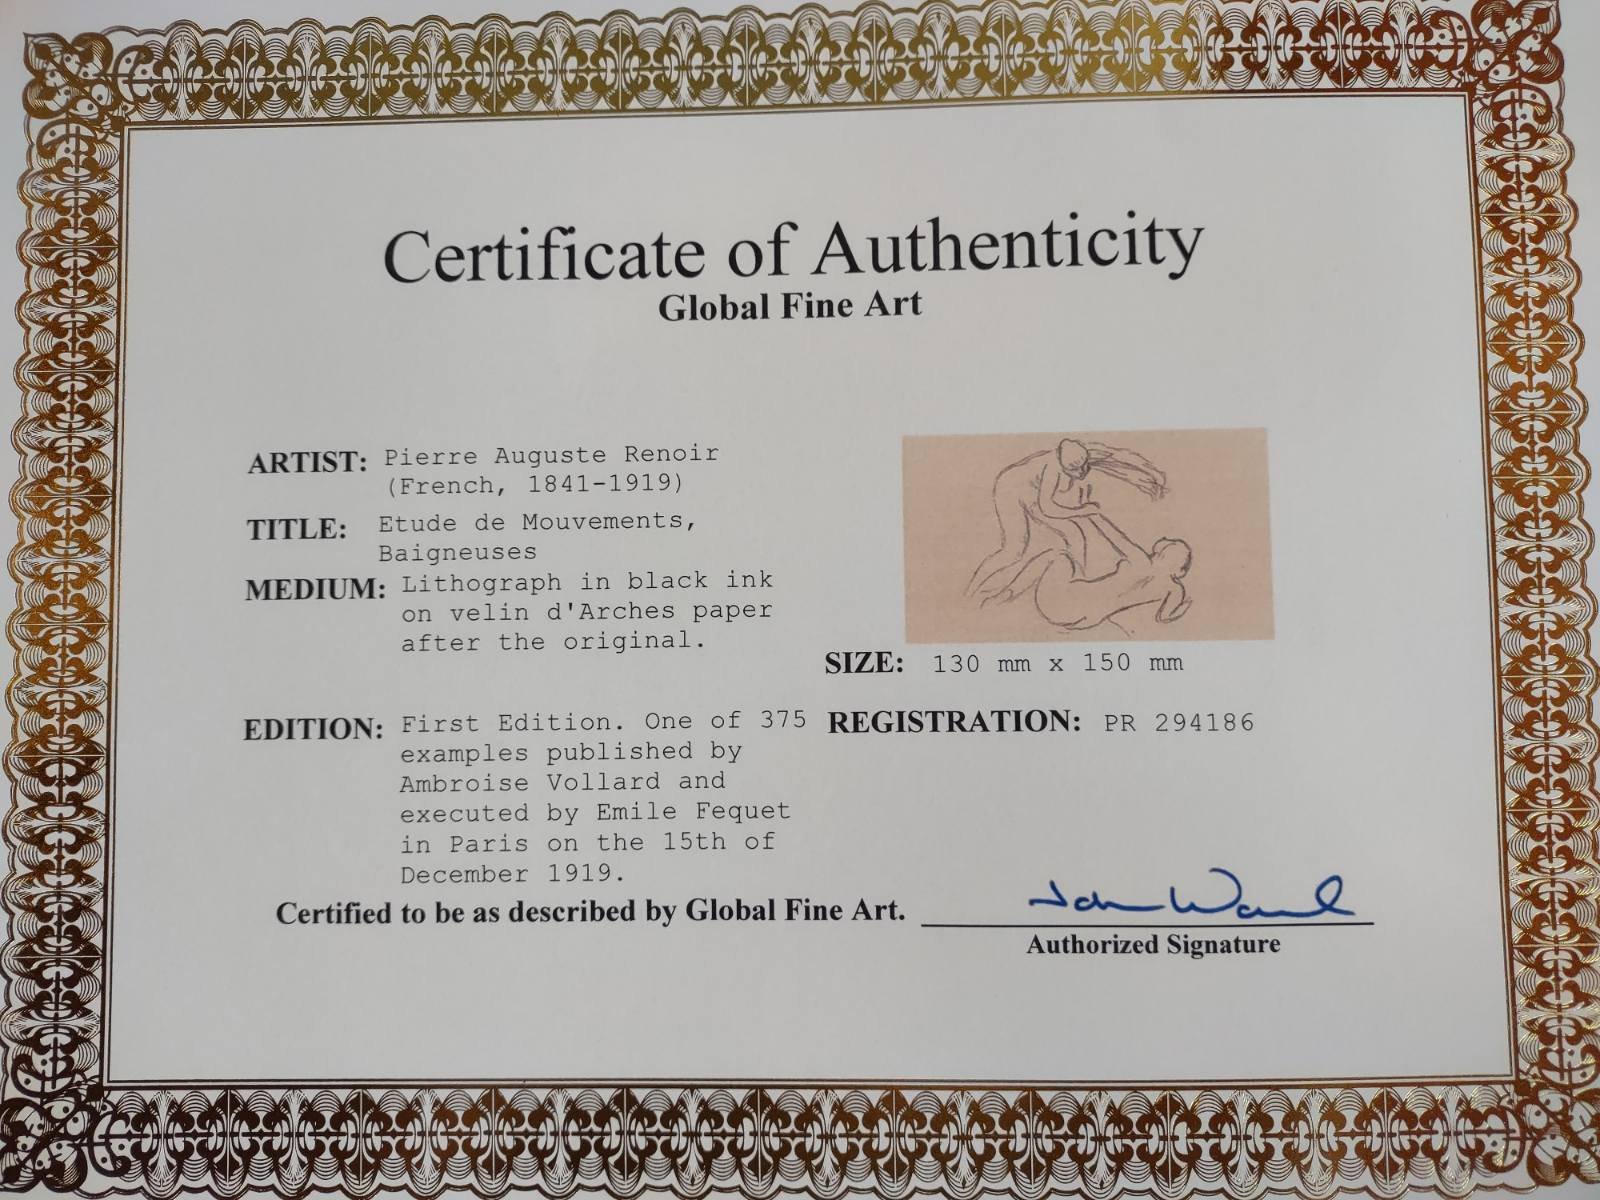 Certificate of Authenticity
Global Fine Art
ARTIST: Pierre Auguste Renoir
(French, 1841-1919)
TITLE: Etude de Mouvements,
Baigneuses
MEDIUM: Lithograph in black ink
on velin d'Arches paper
after the original.
SIZE: 130 mm x 150 mm
EDITION: First Edition. One of 375
examples published by
Ambroise Vollard and
executed by Emile Fequet
in Paris on the 15th of
December 1919.
REGISTRATION: PR 294186
Certified to be as described by Global Fine Art.
John
Authorized Signature